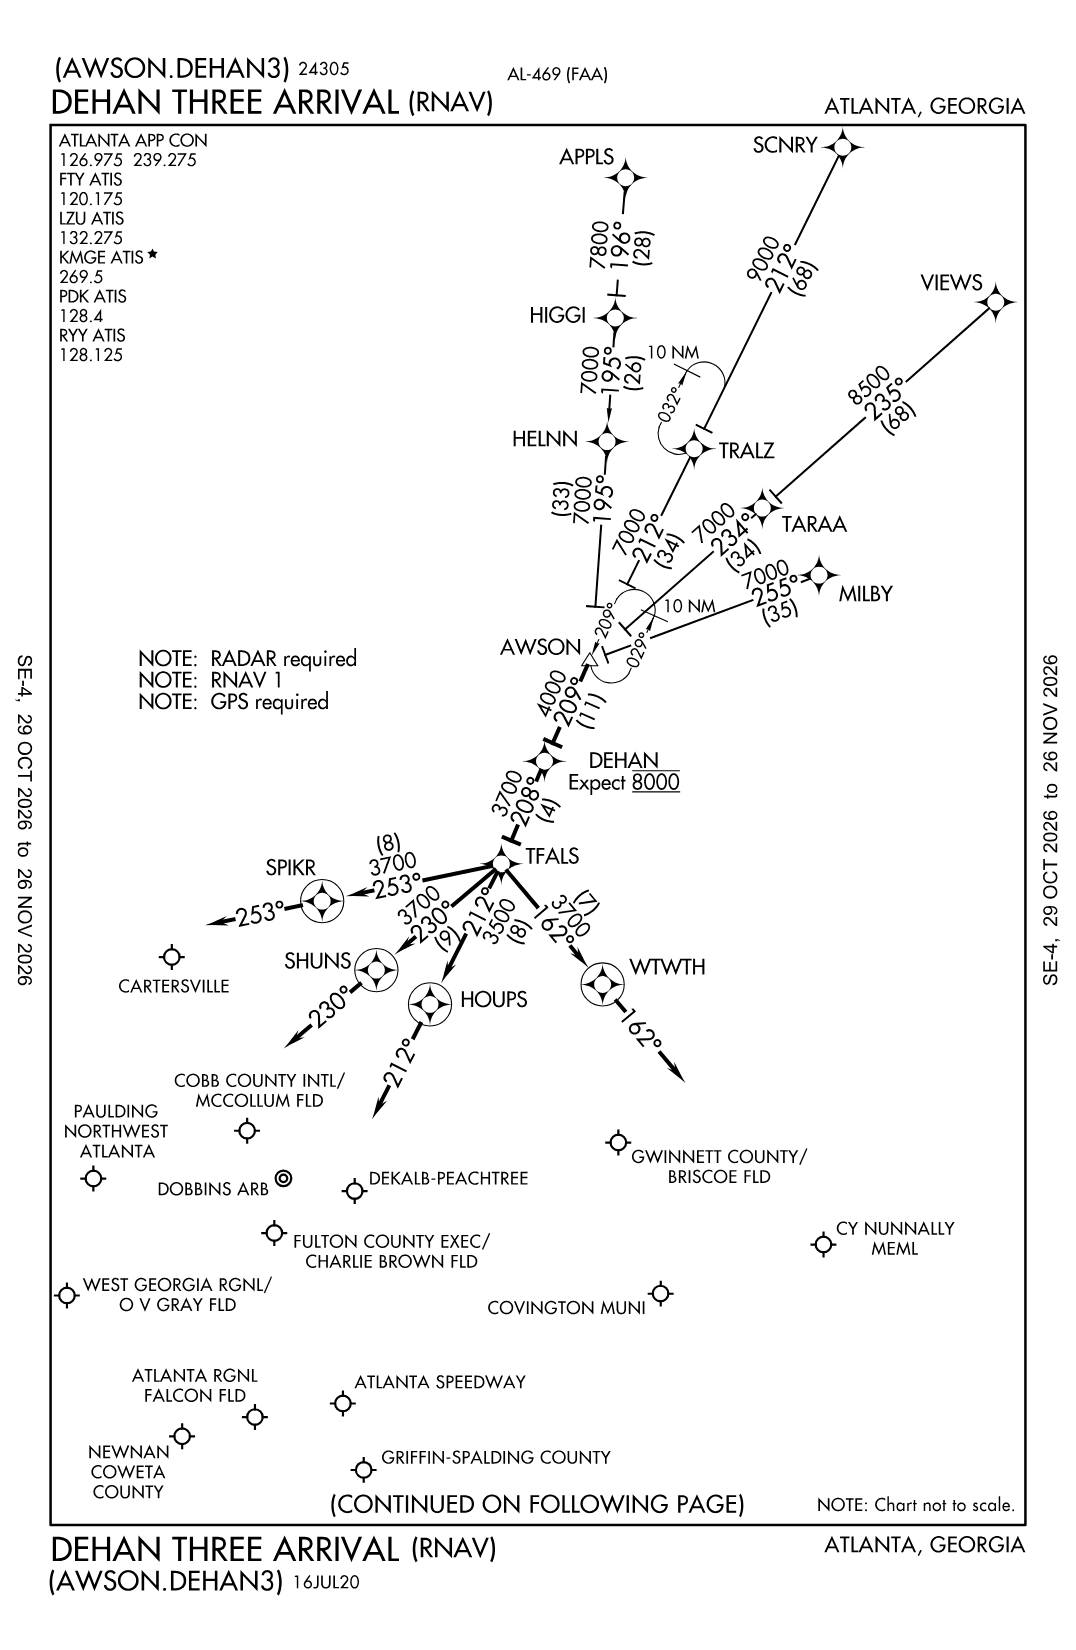 (AWSON.DEHAN3) 24305
AL-469 (FAA)
DEHAN THREE ARRIVAL (RNAV)
ATLANTA, GEORGIA
ATLANTA APP CON
126.975 239.275
FTY ATIS
120.175
LZU ATIS
132.275
KMGE ATIS ★
269.5
PDK ATIS
128.4
RYY ATIS
128.125
SCNRY
APPLS
7800
196°
(28)
9000
212°
(68)
VIEWS
HIGGI
10 NM
7000
195°
(26)
032°
8500
235°
(68)
HELNN
TRALZ
(33)
7000
195°
7000
212°
(34)
7000
234°
(34)
TARAA
7000
255°
(35)
MILBY
10 NM
209°
029°
AWSON
NOTE: RADAR required
NOTE: RNAV 1
NOTE: GPS required
4000
209°
(11)
DEHAN
Expect 8000
3700
208°
(4)
TFALS
(8)
3700
253°
SPIKR
253°
3700
230°
(9)
212°
3500
(8)
(7)
3700
162°
CARTERSVILLE
SHUNS
230°
HOUPS
212°
WTWTH
162°
COBB COUNTY INTL/
MCCOLLUM FLD
PAULDING
NORTHWEST
ATLANTA
GWINNETT COUNTY/
BRISCOE FLD
DOBBINS ARB
DEKALB-PEACHTREE
FULTON COUNTY EXEC/
CHARLIE BROWN FLD
CY NUNNALLY
MEML
WEST GEORGIA RGNL/
O V GRAY FLD
COVINGTON MUNI
ATLANTA RGNL
FALCON FLD
ATLANTA SPEEDWAY
NEWNAN
COWETA
COUNTY
GRIFFIN-SPALDING COUNTY
(CONTINUED ON FOLLOWING PAGE)
NOTE: Chart not to scale.
DEHAN THREE ARRIVAL (RNAV)
ATLANTA, GEORGIA
(AWSON.DEHAN3) 16JUL20
SE-4, 29 OCT 2026 to 26 NOV 2026
SE-4, 29 OCT 2026 to 26 NOV 2026